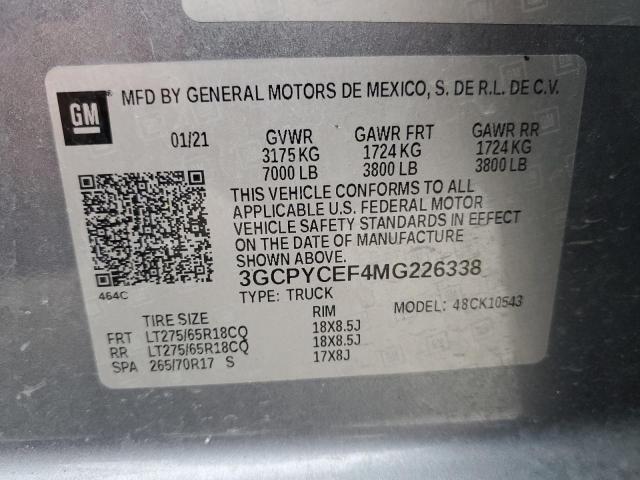 GM
MFD BY GENERAL MOTORS DE MEXICO, S. DE R.L. DE C.V.
01/21 GVWR GAWR FRT GAWR RR
3175 KG 1724 KG 1724 KG
7000 LB 3800 LB 3800 LB
THIS VEHICLE CONFORMS TO ALL
APPLICABLE U.S. FEDERAL MOTOR
VEHICLE SAFETY STANDARDS IN EFFECT
ON THE DATE OF MANUFACTURE
SHOWN ABOVE.
464C
3GCPYCEF4MG226338
TYPE: TRUCK MODEL: 48CK10543
TIRE SIZE RIM
FRT LT275/65R18CQ 18X8.5J
RR LT275/65R18CQ 18X8.5J
SPA 265/70R17 S 17X8J